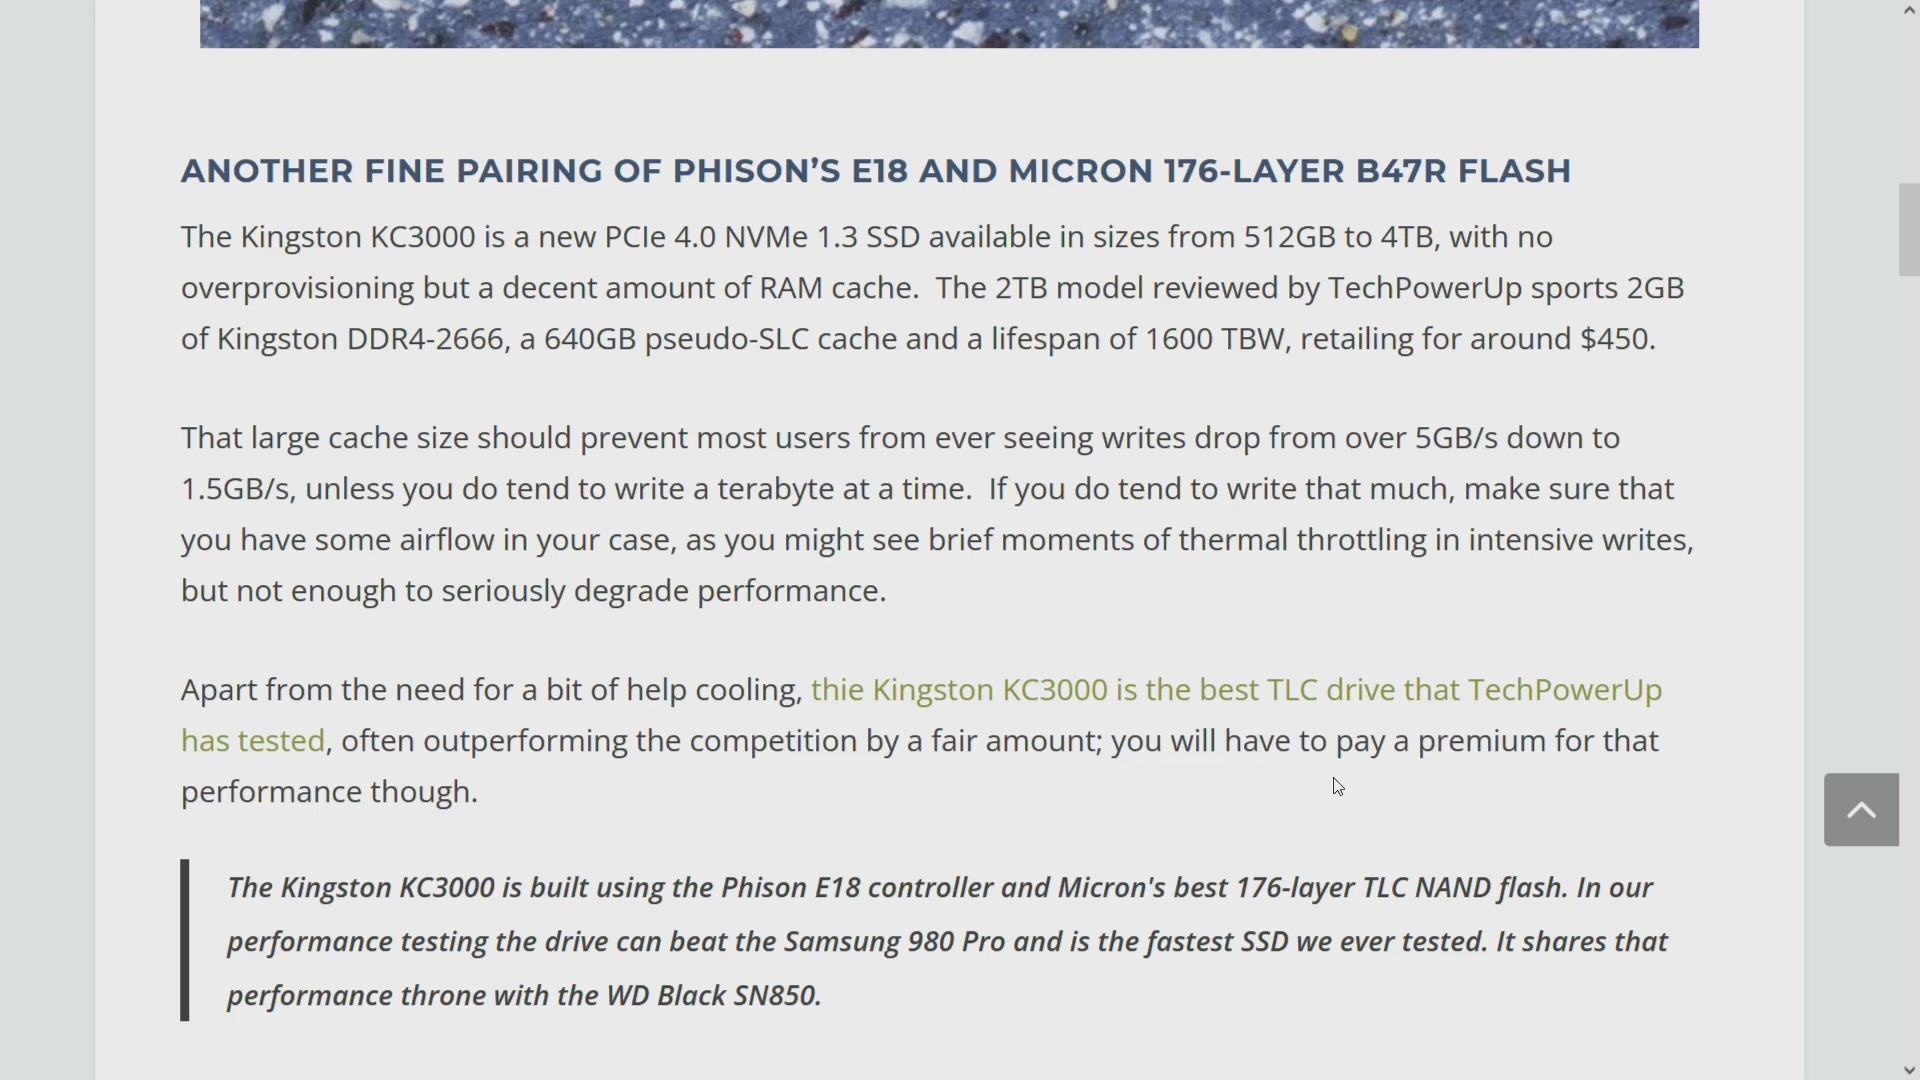 ANOTHER FINE PAIRING OF PHISON’S E18 AND MICRON 176-LAYER B47R FLASH
The Kingston KC3000 is a new PCIe 4.0 NVMe 1.3 SSD available in sizes from 512GB to 4TB, with no
overprovisioning but a decent amount of RAM cache.  The 2TB model reviewed by TechPowerUp sports 2GB
of Kingston DDR4-2666, a 640GB pseudo-SLC cache and a lifespan of 1600 TBW, retailing for around $450.
That large cache size should prevent most users from ever seeing writes drop from over 5GB/s down to
1.5GB/s, unless you do tend to write a terabyte at a time.  If you do tend to write that much, make sure that
you have some airflow in your case, as you might see brief moments of thermal throttling in intensive writes,
but not enough to seriously degrade performance.
Apart from the need for a bit of help cooling, thie Kingston KC3000 is the best TLC drive that TechPowerUp
has tested, often outperforming the competition by a fair amount; you will have to pay a premium for that
performance though.
The Kingston KC3000 is built using the Phison E18 controller and Micron's best 176-layer TLC NAND flash. In our
performance testing the drive can beat the Samsung 980 Pro and is the fastest SSD we ever tested. It shares that
performance throne with the WD Black SN850.